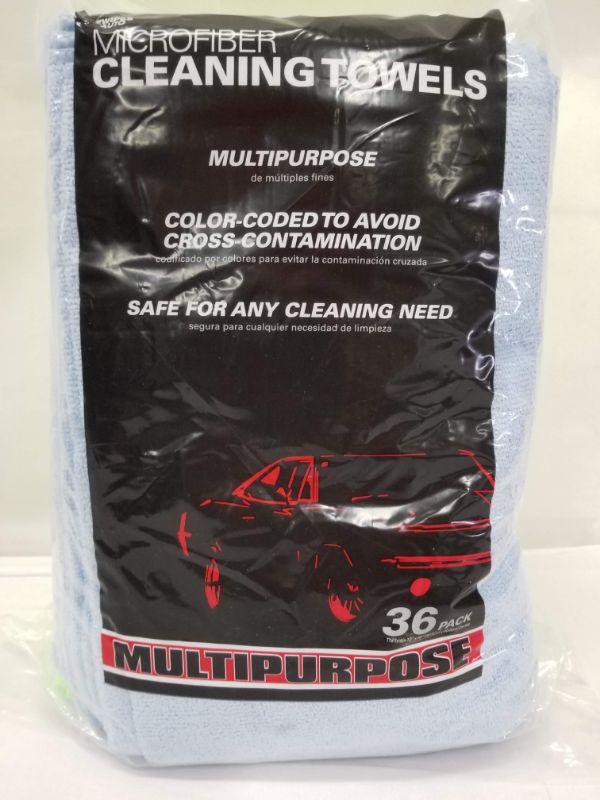 AUTO
MICROFIBER
CLEANING TOWELS
MULTIPURPOSE
de múltiples fines
COLOR-CODED TO AVOID
CROSS-CONTAMINATION
codificado por colores para evitar la contaminación cruzada
SAFE FOR ANY CLEANING NEED
segura para cualquier necesidad de limpieza
36 PACK
MULTIPURPOSE